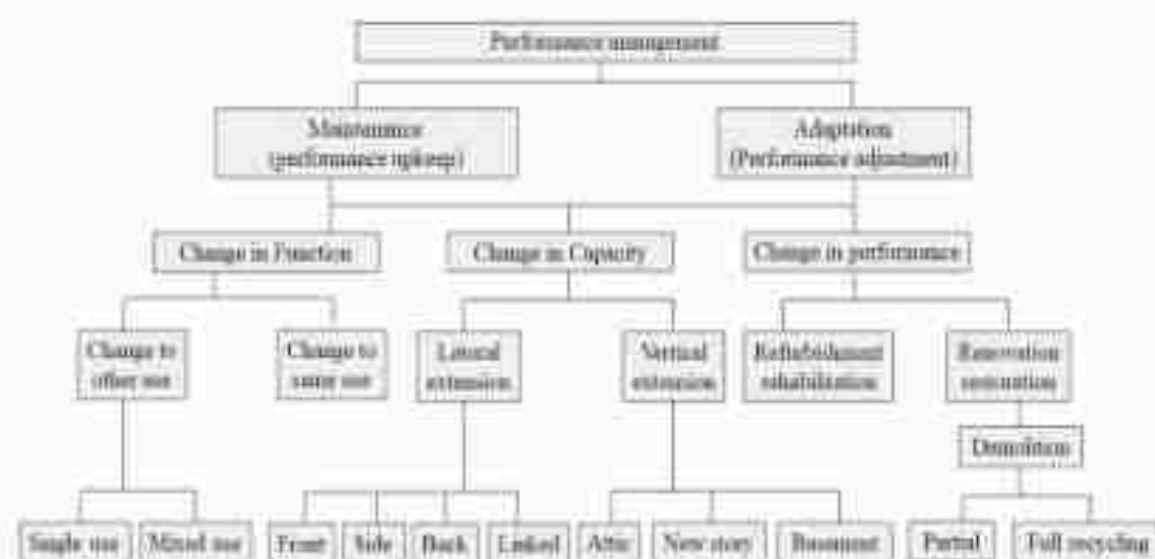 Performance management
Maintenance
(performance upkeep)
Adaptation
(Performance adjustment)
Change in Function
Change in Capacity
Change in performance
Change to
other use
Change to
same use
Lateral
extension
Vertical
extension
Refurbishment
rehabilitation
Renovation
restoration
Demolition
Single use
Mixed use
Front
Side
Back
Linked
Attic
New story
Basement
Partial
Full recycling